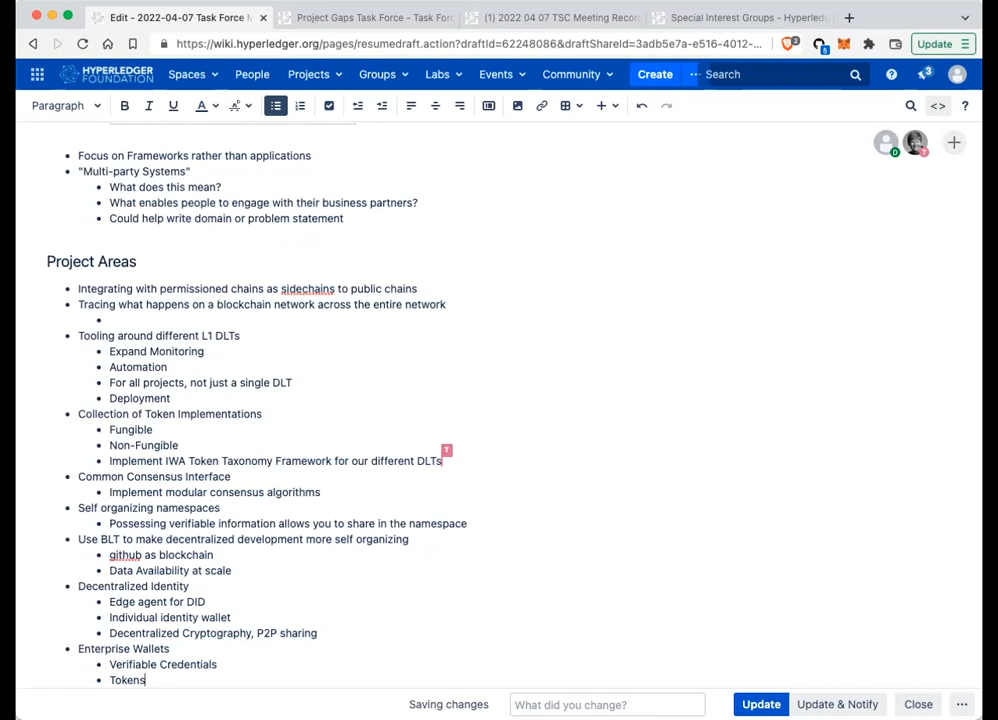 Edit - 2022-04-07 Task Force M
Project Gaps Task Force - Task For
(1) 2022 04 07 TSC Meeting Recor
Special Interest Groups - Hyperledg
https://wiki.hyperledger.org/pages/resumedraft.action?draftId=62248086&draftShareId=3adb5e7a-e516-4012-...
2
5
Update
HYPERLEDGER
FOUNDATION
Spaces
People
Projects
Groups
Labs
Events
Community
Create
Search
3
Paragraph
B
I
U
A
D
T
• Focus on Frameworks rather than applications
• "Multi-party Systems"
• What does this mean?
• What enables people to engage with their business partners?
• Could help write domain or problem statement
Project Areas
• Integrating with permissioned chains as sidechains to public chains
• Tracing what happens on a blockchain network across the entire network
•
• Tooling around different L1 DLTs
• Expand Monitoring
• Automation
• For all projects, not just a single DLT
• Deployment
• Collection of Token Implementations
• Fungible
• Non-Fungible
• Implement IWA Token Taxonomy Framework for our different DLTs
T
• Common Consensus Interface
• Implement modular consensus algorithms
• Self organizing namespaces
• Possessing verifiable information allows you to share in the namespace
• Use BLT to make decentralized development more self organizing
• github as blockchain
• Data Availability at scale
• Decentralized Identity
• Edge agent for DID
• Individual identity wallet
• Decentralized Cryptography, P2P sharing
• Enterprise Wallets
• Verifiable Credentials
• Tokens
Saving changes
What did you change?
Update
Update & Notify
Close